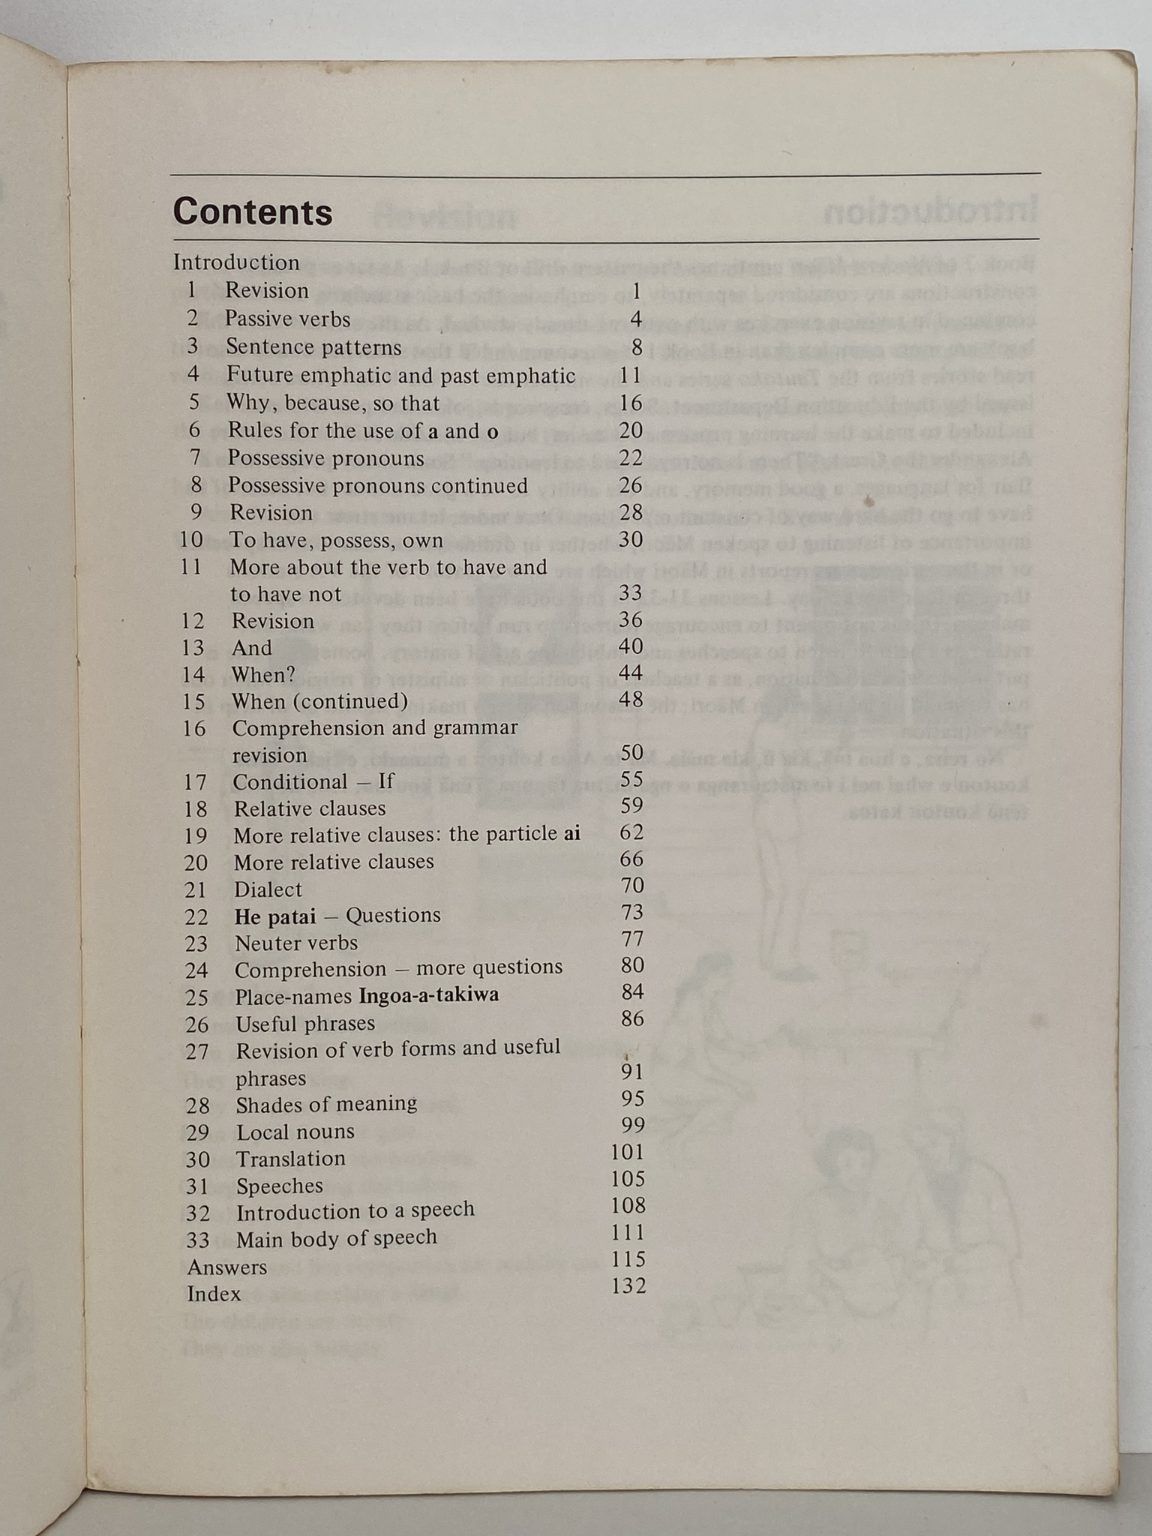 Contents
Introduction
1 Revision 1
2 Passive verbs 4
3 Sentence patterns 8
4 Future emphatic and past emphatic 11
5 Why, because, so that 16
6 Rules for the use of a and o 20
7 Possessive pronouns 22
8 Possessive pronouns continued 26
9 Revision 28
10 To have, possess, own 30
11 More about the verb to have and
to have not 33
12 Revision 36
13 And 40
14 When? 44
15 When (continued) 48
16 Comprehension and grammar
revision 50
17 Conditional – If 55
18 Relative clauses 59
19 More relative clauses: the particle ai 62
20 More relative clauses 66
21 Dialect 70
22 He patai – Questions 73
23 Neuter verbs 77
24 Comprehension – more questions 80
25 Place-names Ingoa-a-takiwa 84
26 Useful phrases 86
27 Revision of verb forms and useful
phrases 91
28 Shades of meaning 95
29 Local nouns 99
30 Translation 101
31 Speeches 105
32 Introduction to a speech 108
33 Main body of speech 111
Answers 115
Index 132